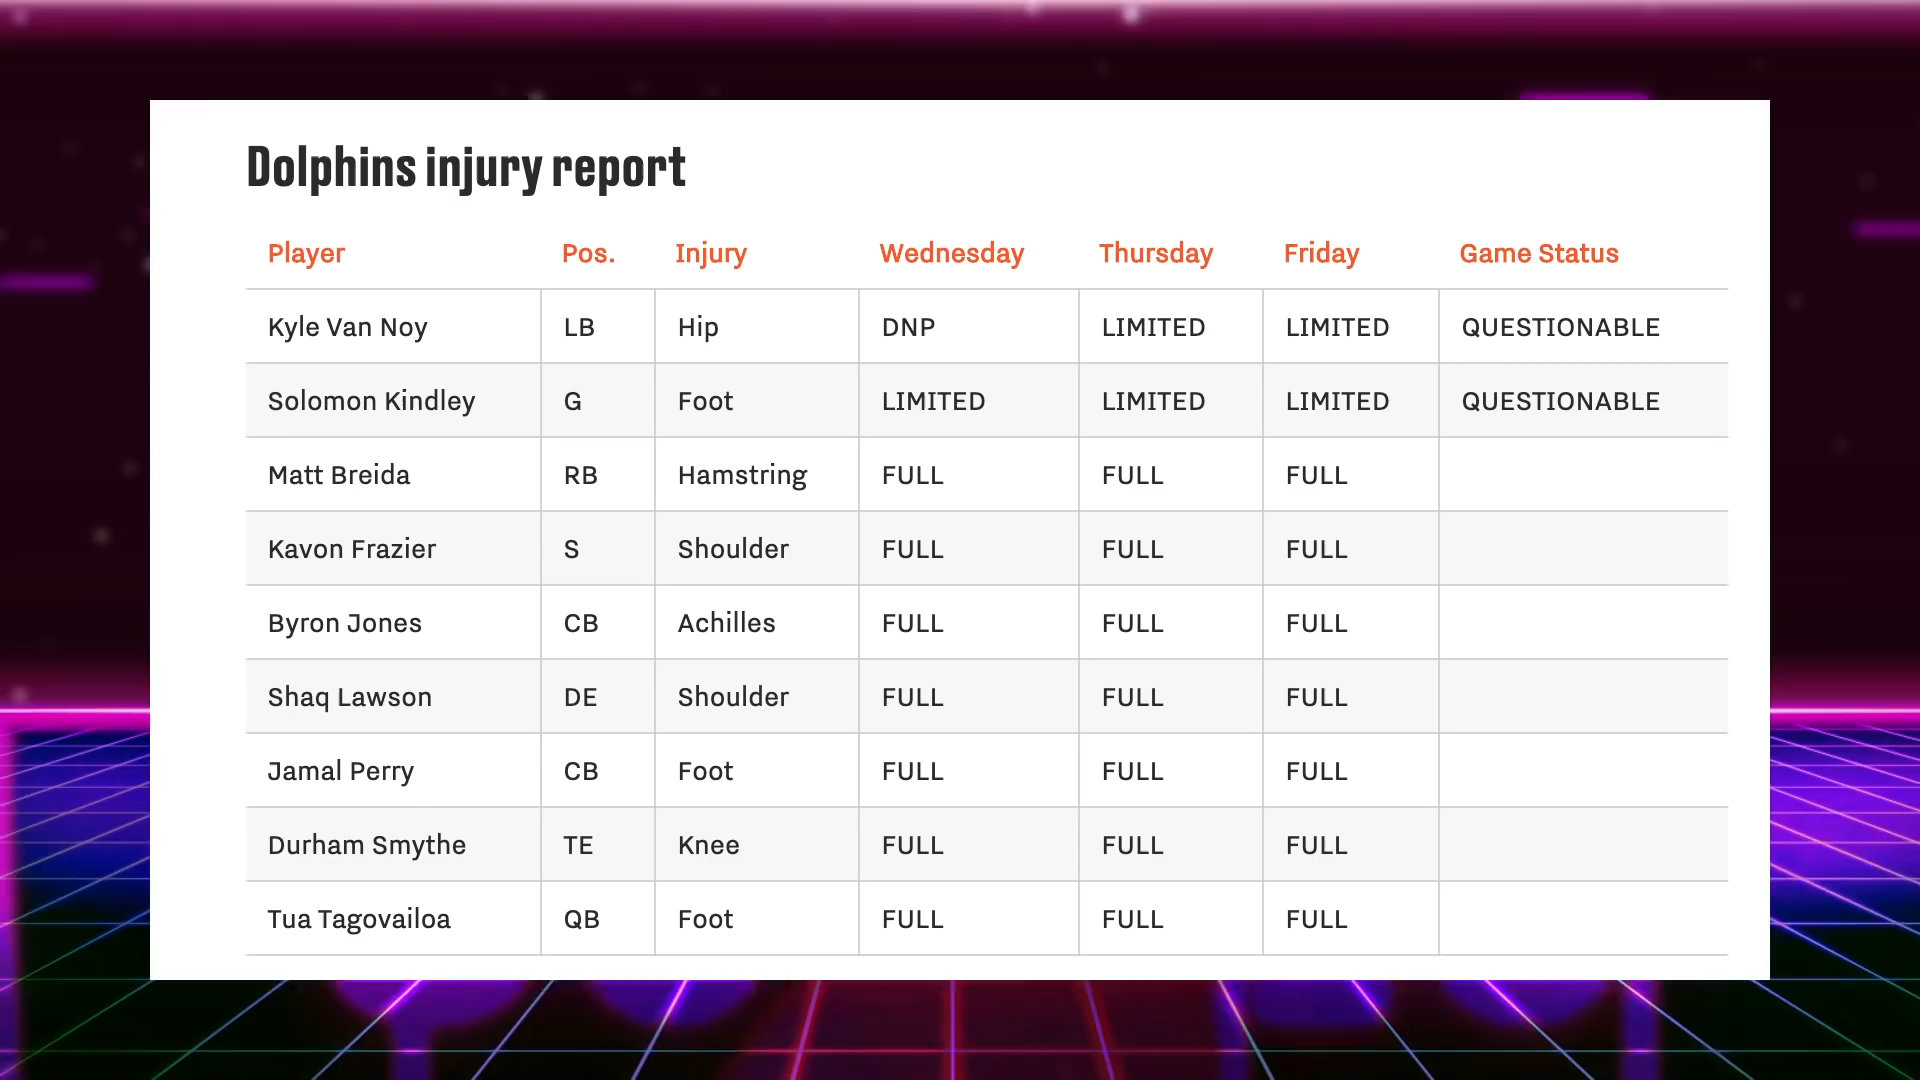 Dolphins injury report
Player Pos. Injury Wednesday Thursday Friday Game Status
Kyle Van Noy LB Hip DNP LIMITED LIMITED QUESTIONABLE
Solomon Kindley G Foot LIMITED LIMITED LIMITED QUESTIONABLE
Matt Breida RB Hamstring FULL FULL FULL
Kavon Frazier S Shoulder FULL FULL FULL
Byron Jones CB Achilles FULL FULL FULL
Shaq Lawson DE Shoulder FULL FULL FULL
Jamal Perry CB Foot FULL FULL FULL
Durham Smythe TE Knee FULL FULL FULL
Tua Tagovailoa QB Foot FULL FULL FULL